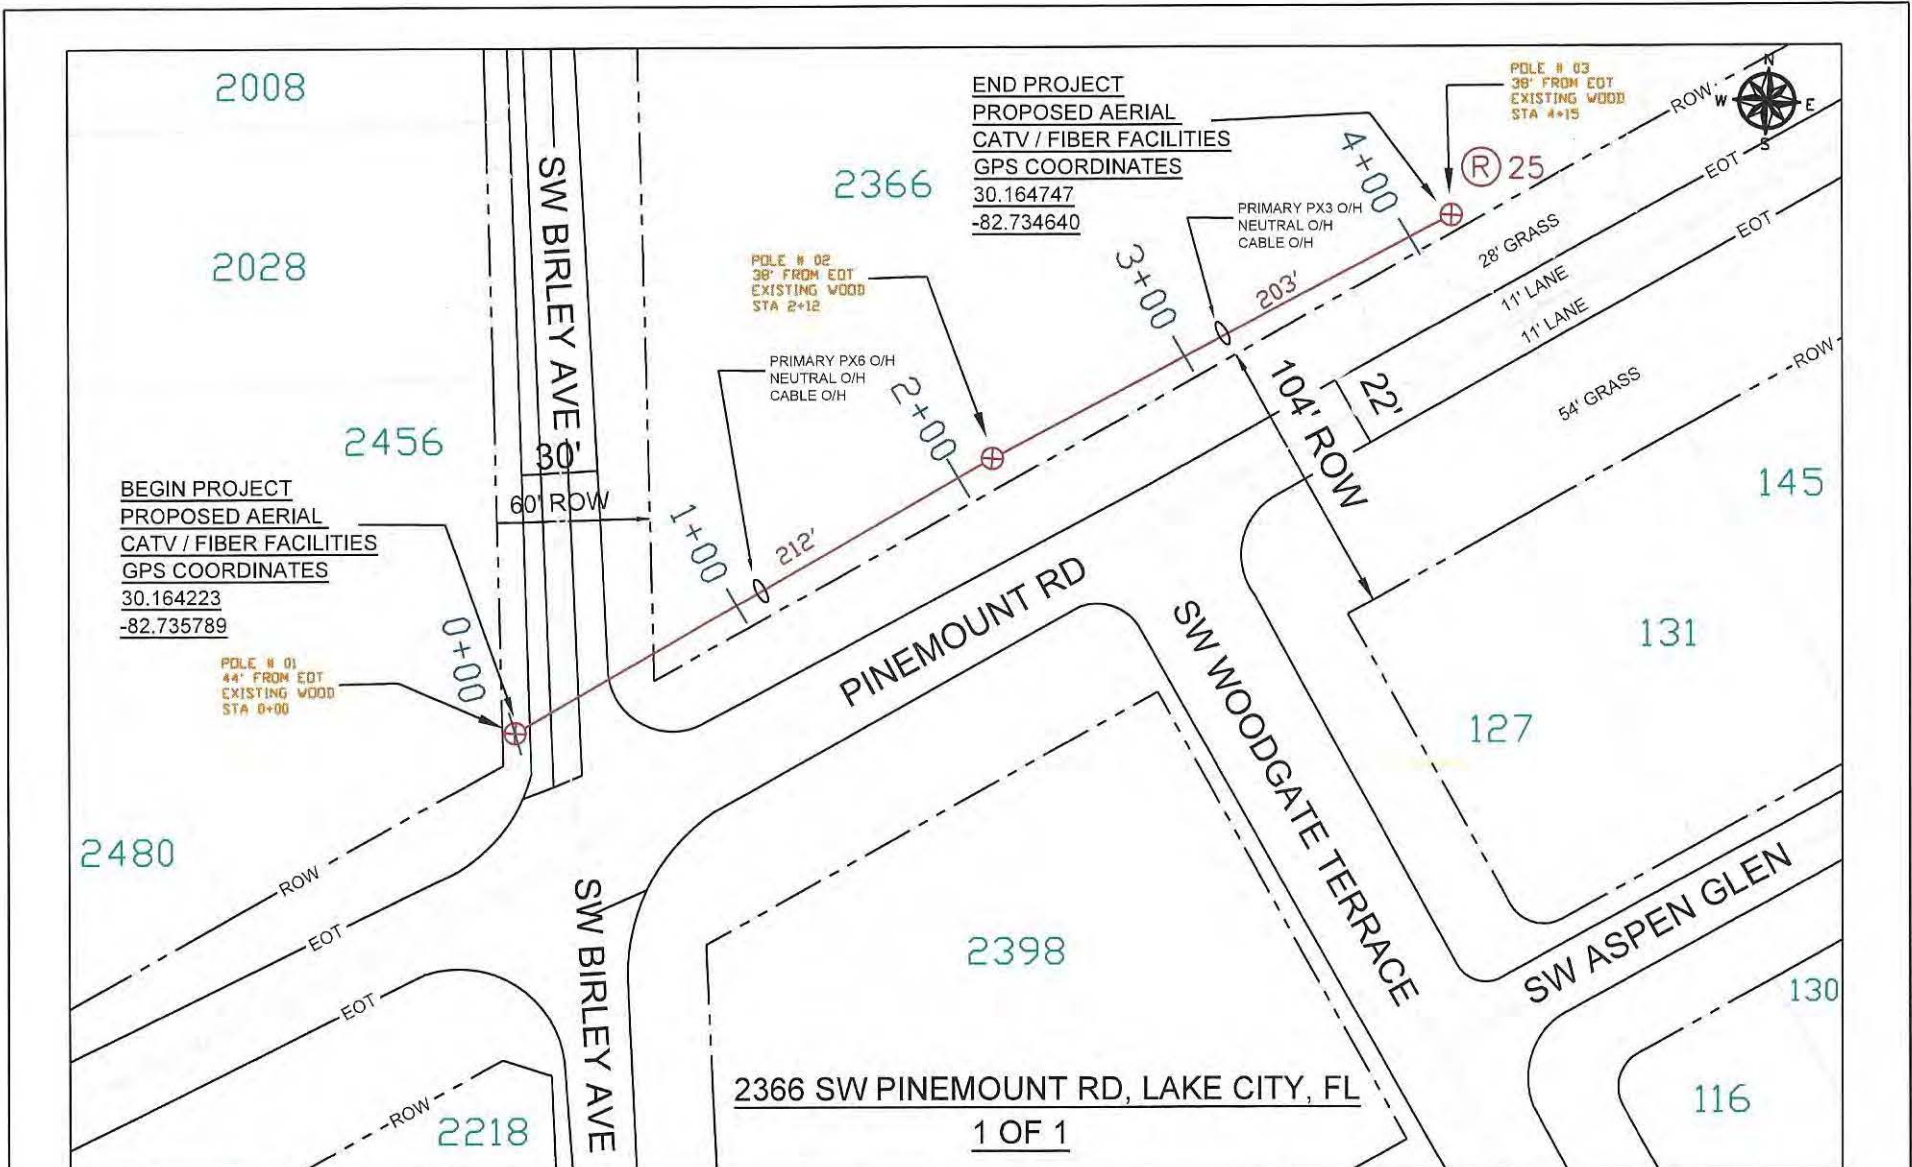 2008
2028
2456
2480
2366
SW BIRLEY AVE
30'
60' ROW
BEGIN PROJECT
PROPOSED AERIAL
CATV / FIBER FACILITIES
GPS COORDINATES
30.164223
-82.735789
POLE # 01
44' FROM EOT
EXISTING WOOD
STA 0+00
0+00
1+00
2+00
3+00
4+00
PRIMARY PX6 O/H
NEUTRAL O/H
CABLE O/H
212'
POLE # 02
38' FROM EOT
EXISTING WOOD
STA 2+12
END PROJECT
PROPOSED AERIAL
CATV / FIBER FACILITIES
GPS COORDINATES
30.164747
-82.734640
PRIMARY PX3 O/H
NEUTRAL O/H
CABLE O/H
203'
POLE # 03
38' FROM EOT
EXISTING WOOD
STA 4+15
R 25
N
W
E
S
ROW
EOT
28' GRASS
11' LANE
11' LANE
EOT
54' GRASS
ROW
104' ROW
22'
PINEMOUNT RD
SW WOODGATE TERRACE
SW ASPEN GLEN
145
131
127
130
116
ROW
EOT
EOT
ROW
SW BIRLEY AVE
2398
2218
2366 SW PINEMOUNT RD, LAKE CITY, FL
1 OF 1